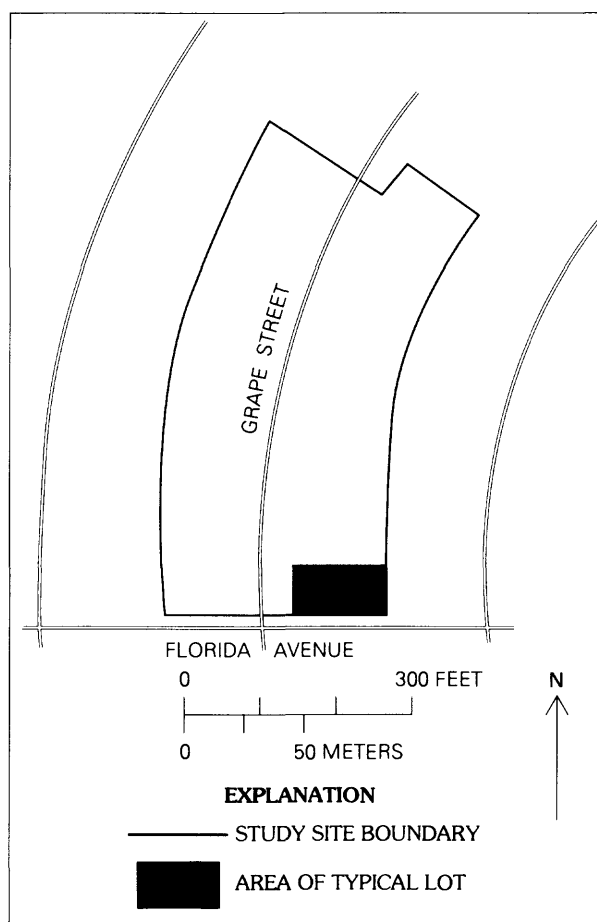 GRAPE STREET
FLORIDA AVENUE
0 300 FEET
N
0 50 METERS
EXPLANATION
STUDY SITE BOUNDARY
AREA OF TYPICAL LOT